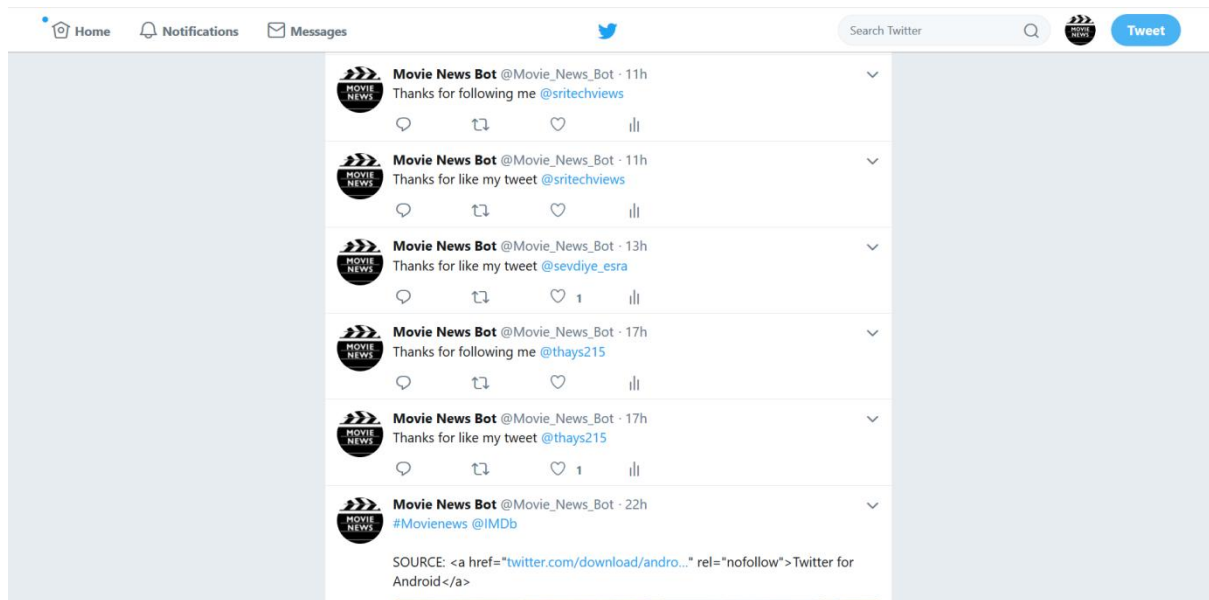 Home Notifications Messages Search Twitter MOVIE NEWS Tweet
MOVIE NEWS
Movie News Bot @Movie_News_Bot · 11h
Thanks for following me @sritechviews
MOVIE NEWS
Movie News Bot @Movie_News_Bot · 11h
Thanks for like my tweet @sritechviews
MOVIE NEWS
Movie News Bot @Movie_News_Bot · 13h
Thanks for like my tweet @sevdiye_esra
1
MOVIE NEWS
Movie News Bot @Movie_News_Bot · 17h
Thanks for following me @thays215
MOVIE NEWS
Movie News Bot @Movie_News_Bot · 17h
Thanks for like my tweet @thays215
1
MOVIE NEWS
Movie News Bot @Movie_News_Bot · 22h
#Movienews @IMDb
SOURCE: <a href="twitter.com/download/andro..." rel="nofollow">Twitter for
Android</a>